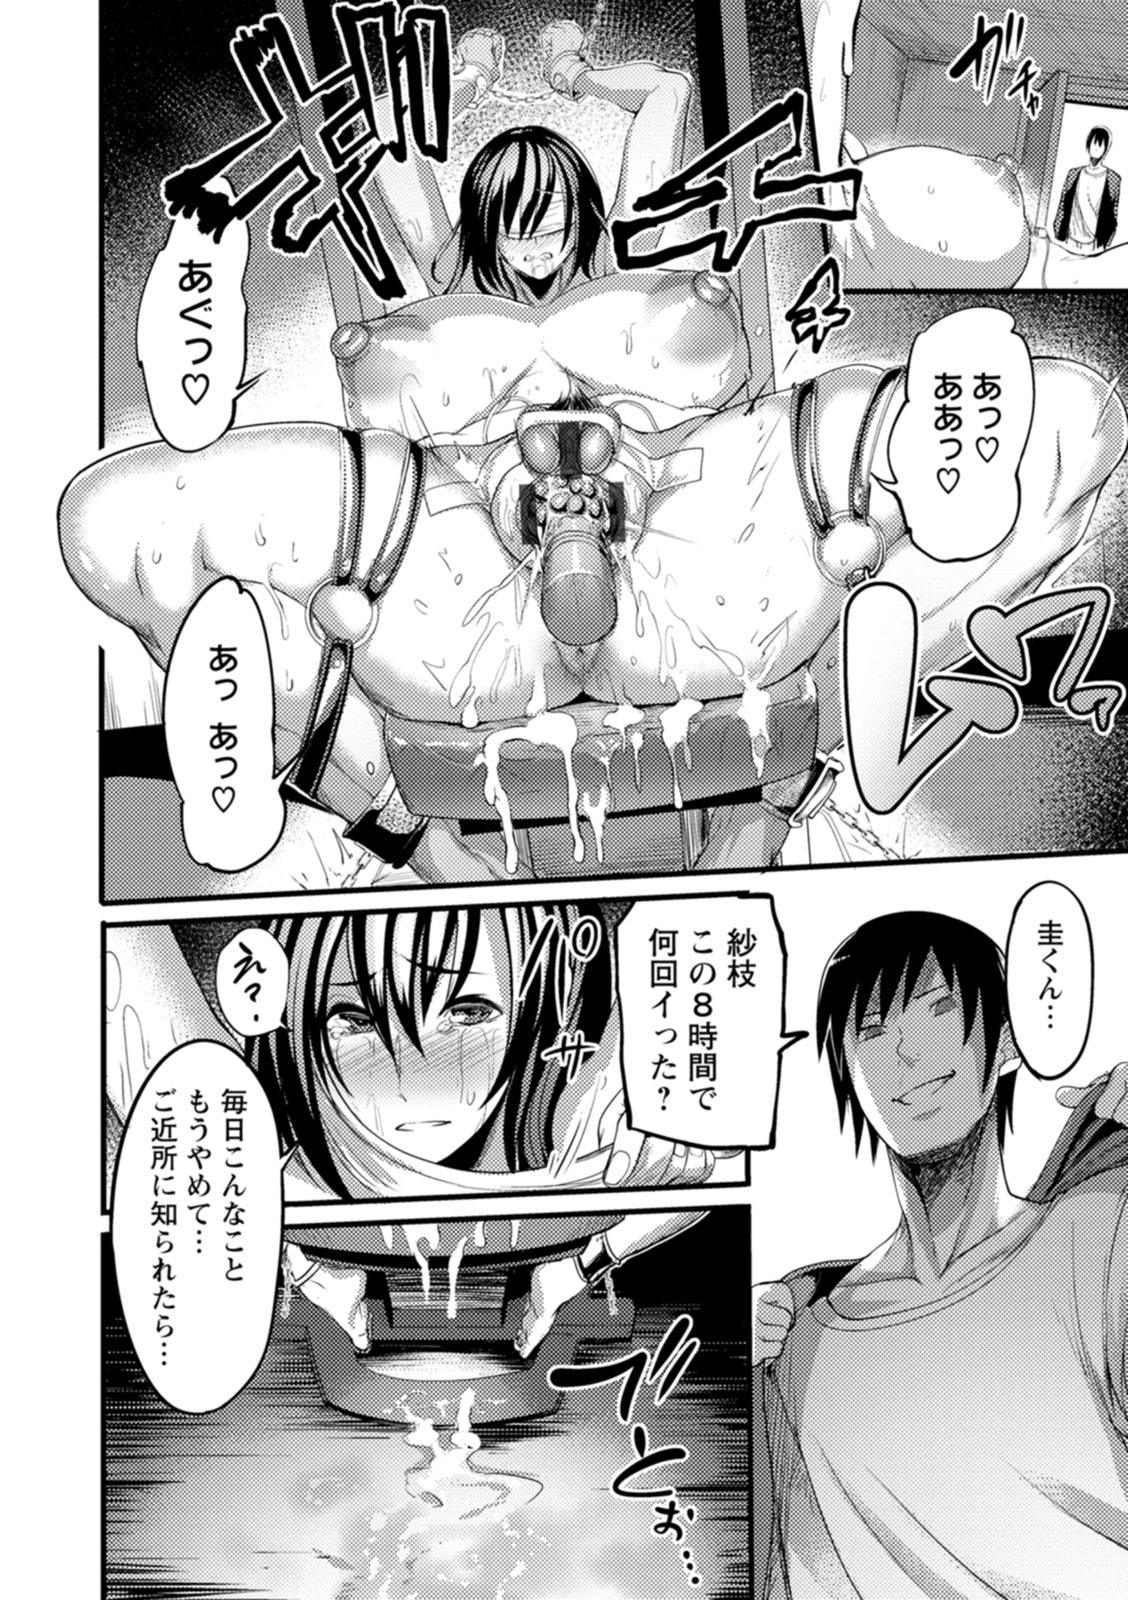 ガチャ
あっ♡
ああっ♡
あぐっ♡
あっ あっ♡
圭くん…
紗枝
この8時間で
何回イった?
パサ
え?
毎日こんなこと
もうやめて…
ご近所に知られたら…